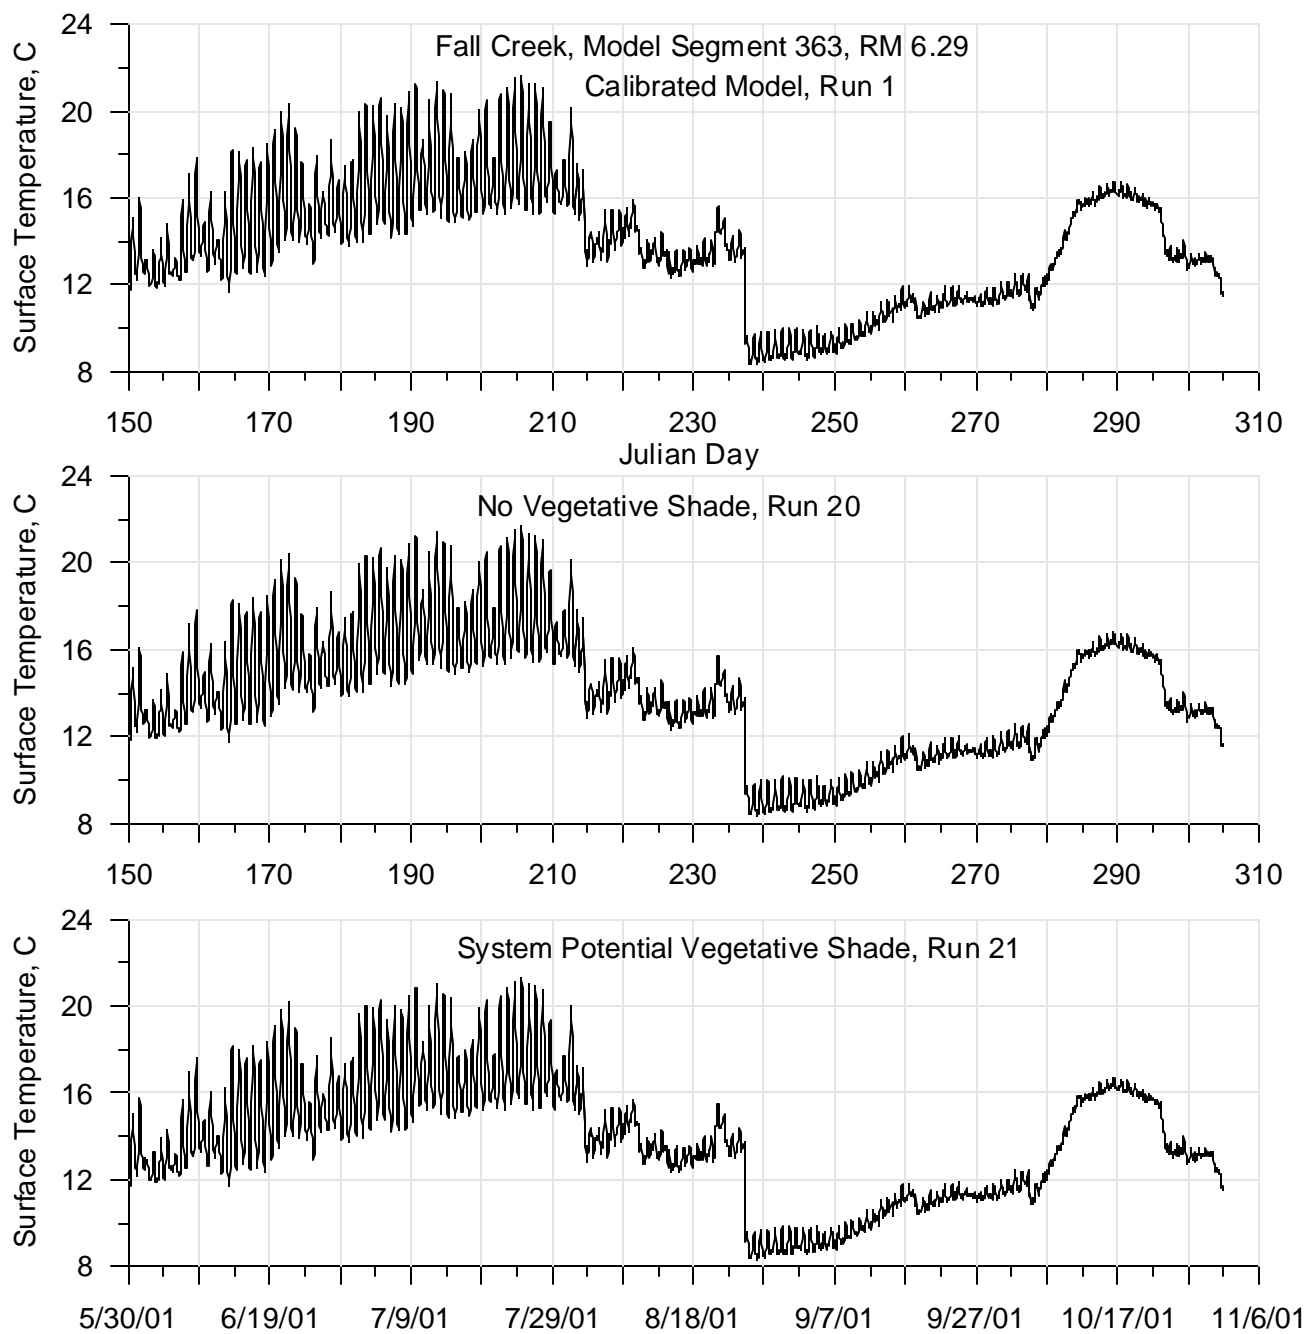 24
Fall Creek, Model Segment 363, RM 6.29
Calibrated Model, Run 1
20
16
12
8
Surface Temperature, C
150 170 190 210 230 250 270 290 310
Julian Day
24
No Vegetative Shade, Run 20
20
16
12
8
Surface Temperature, C
150 170 190 210 230 250 270 290 310
24
System Potential Vegetative Shade, Run 21
20
16
12
8
Surface Temperature, C
5/30/01 6/19/01 7/9/01 7/29/01 8/18/01 9/7/01 9/27/01 10/17/01 11/6/01